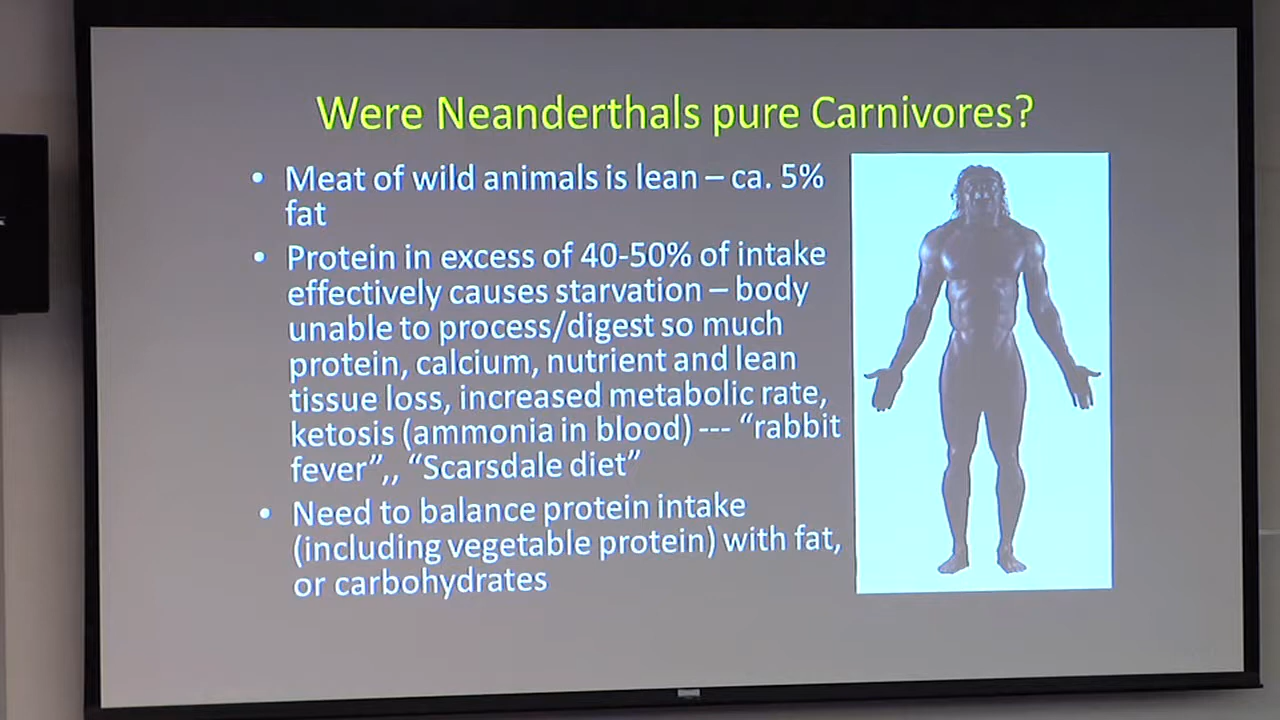 Were Neanderthals pure Carnivores?
• Meat of wild animals is lean – ca. 5%
fat
• Protein in excess of 40-50% of intake
effectively causes starvation – body
unable to process/digest so much
protein, calcium, nutrient and lean
tissue loss, increased metabolic rate,
ketosis (ammonia in blood) --- “rabbit
fever”,, “Scarsdale diet”
• Need to balance protein intake
(including vegetable protein) with fat,
or carbohydrates